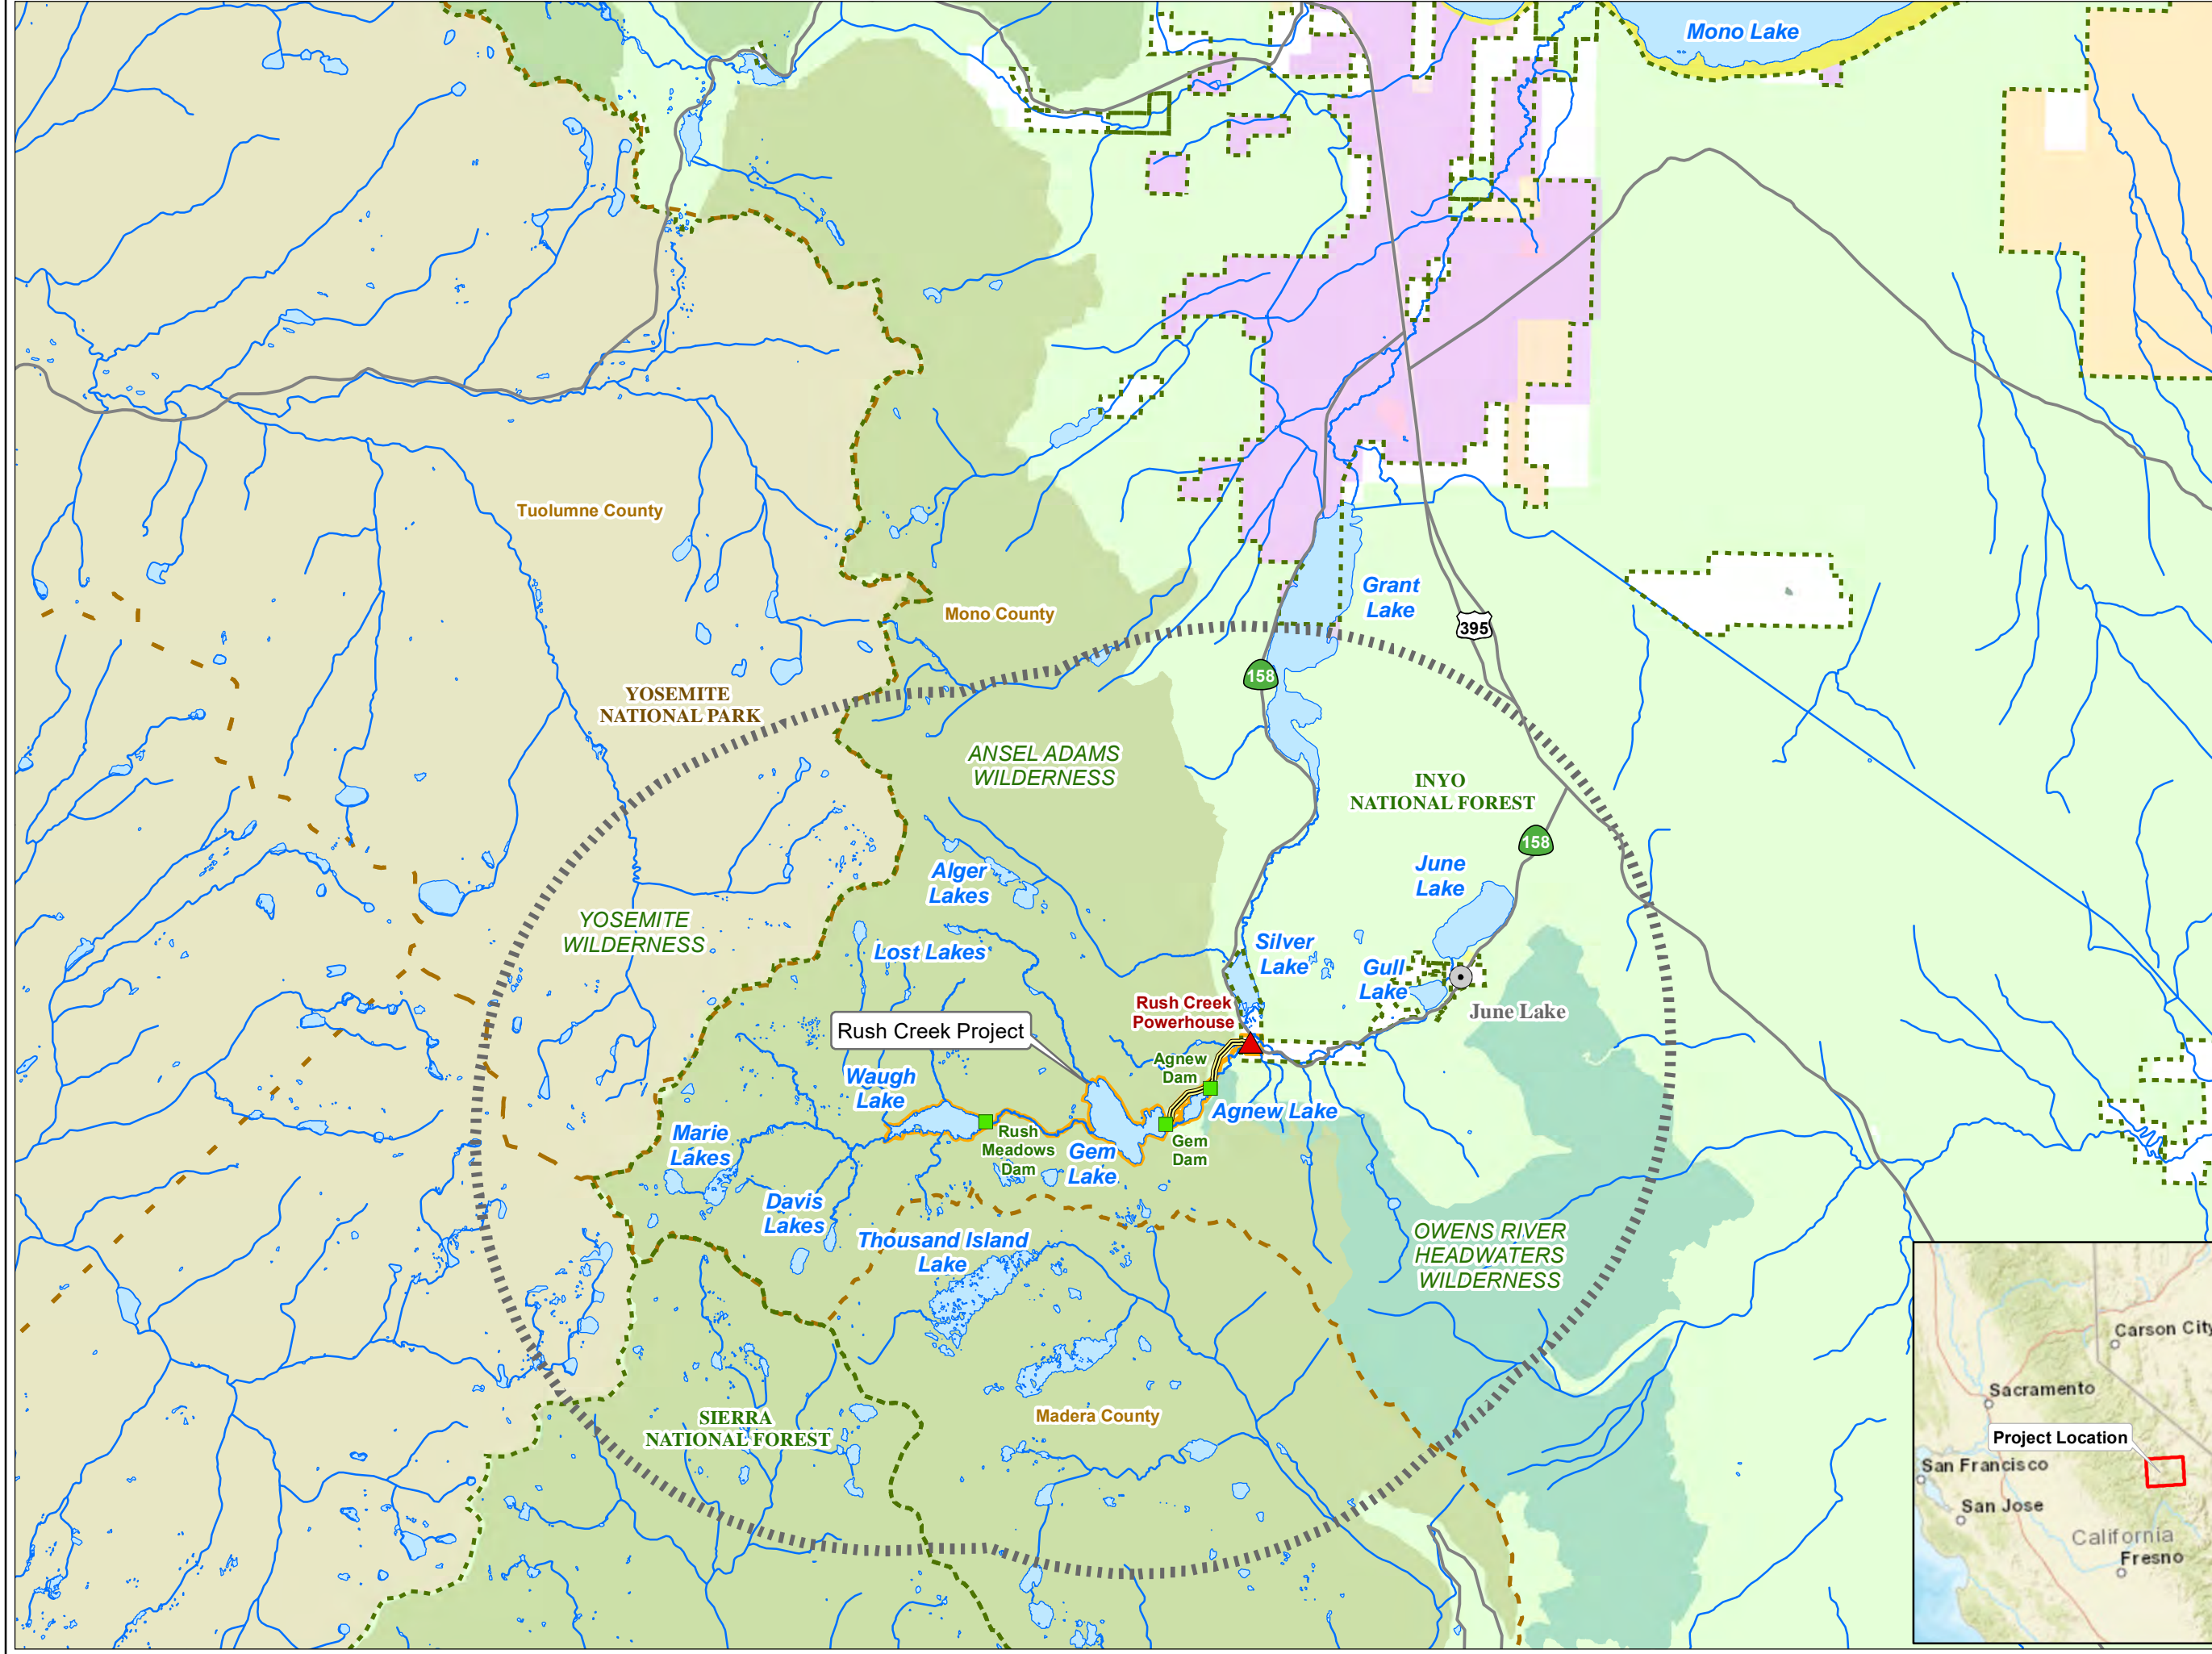 Mono Lake
Tuolumne County
Grant
Lake
Mono County
395
158
YOSEMITE
NATIONAL PARK
ANSEL ADAMS
WILDERNESS
INYO
NATIONAL FOREST
158
June
Lake
Alger
Lakes
YOSEMITE
WILDERNESS
Lost Lakes
Silver
Lake
Gull
Lake
Rush Creek
Powerhouse
June Lake
Rush Creek Project
Agnew
Dam
Waugh
Lake
Agnew Lake
Marie
Lakes
Rush
Meadows
Dam
Gem
Lake
Gem
Dam
Davis
Lakes
Thousand Island
Lake
OWENS RIVER
HEADWATERS
WILDERNESS
Madera County
SIERRA
NATIONAL FOREST
Carson City
Sacramento
Project Location
San Francisco
San Jose
California
Fresno